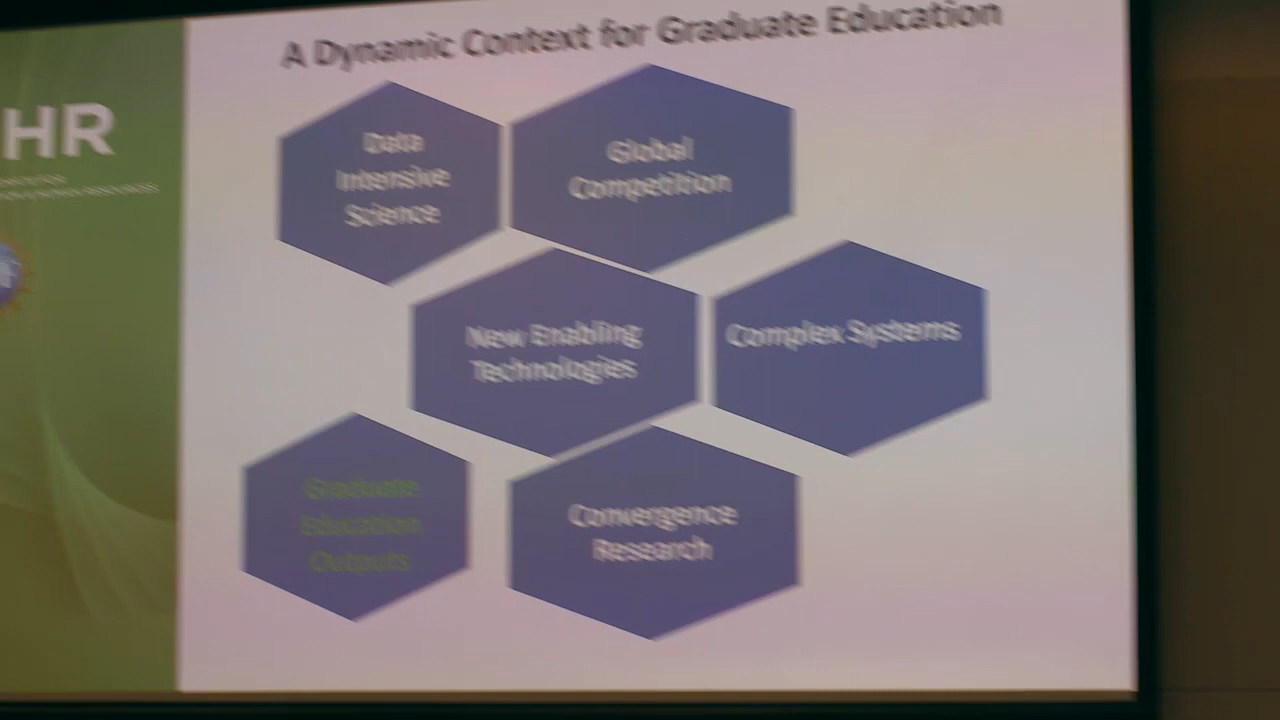 A Dynamic Context for Graduate Education
HR
Data
Intensive
Science
Global
Competition
New Enabling
Technologies
Complex Systems
Graduate
Education
Outputs
Convergence
Research